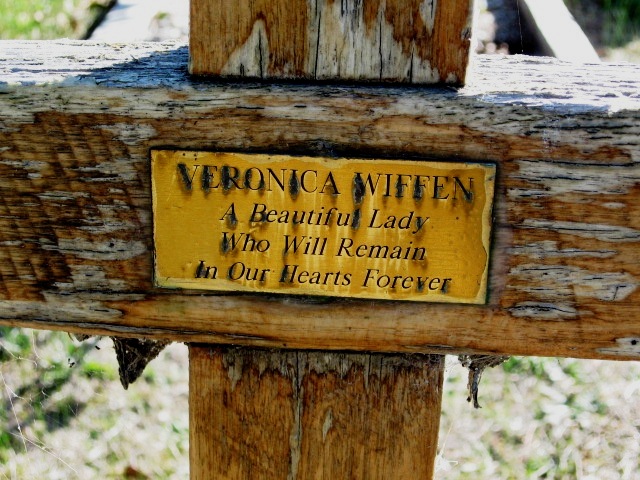 VERONICA WIFFEN
A Beautiful Lady
Who Will Remain
In Our Hearts Forever